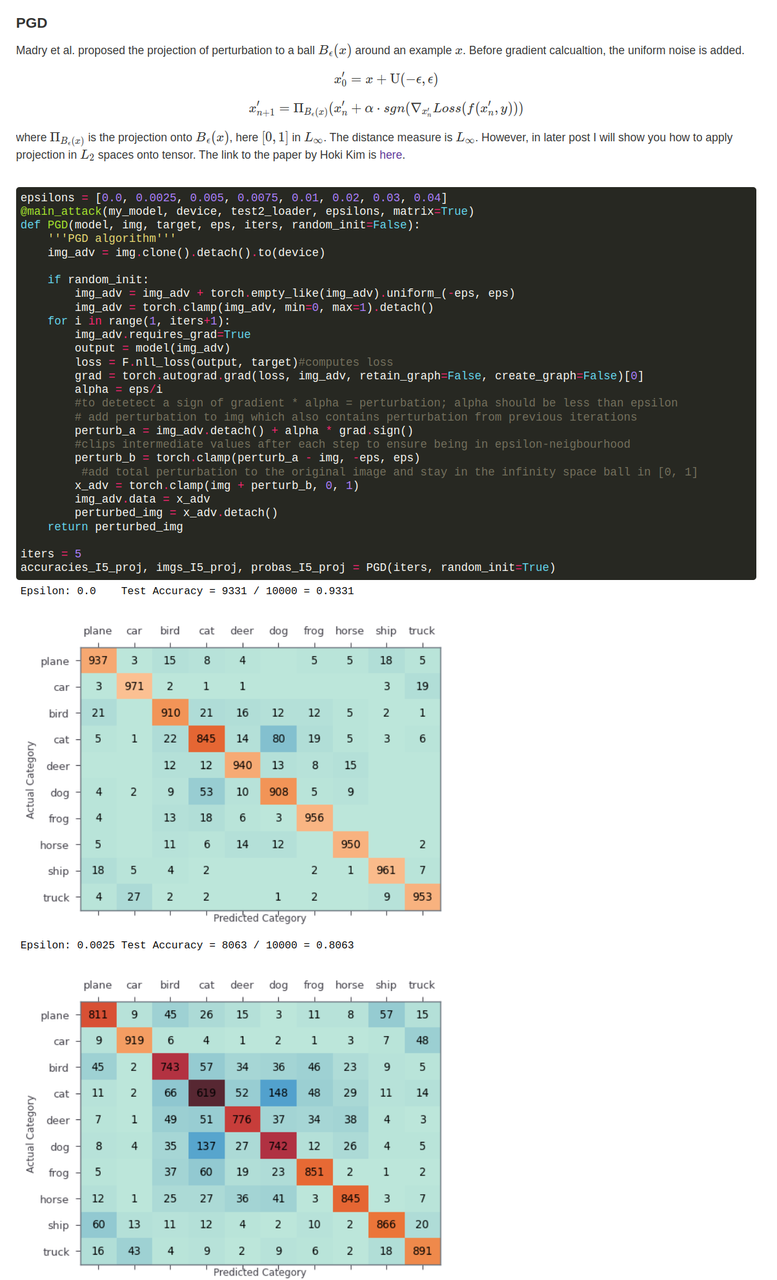 PGD
Madry et al. proposed the projection of perturbation to a ball B_ϵ(x) around an example x. Before gradient calcualtion, the uniform noise is added.
x′_0 = x + U(−ϵ, ϵ)
x′_{n+1} = Π_{B_ϵ(x)}(x′_n + α · sgn(∇_{x′_n}Loss(f(x′_n, y)))
where Π_{B_ϵ(x)} is the projection onto B_ϵ(x), here [0, 1] in L_∞. The distance measure is L_∞. However, in later post I will show you how to apply
projection in L_2 spaces onto tensor. The link to the paper by Hoki Kim is here.
epsilons = [0.0, 0.0025, 0.005, 0.0075, 0.01, 0.02, 0.03, 0.04]
@main_attack(my_model, device, test2_loader, epsilons, matrix=True)
def PGD(model, img, target, eps, iters, random_init=False):
    '''PGD algorithm'''
    img_adv = img.clone().detach().to(device)
    if random_init:
        img_adv = img_adv + torch.empty_like(img_adv).uniform_(-eps, eps)
        img_adv = torch.clamp(img_adv, min=0, max=1).detach()
    for i in range(1, iters+1):
        img_adv.requires_grad=True
        output = model(img_adv)
        loss = F.nll_loss(output, target)#computes loss
        grad = torch.autograd.grad(loss, img_adv, retain_graph=False, create_graph=False)[0]
        alpha = eps/i
        #to detetect a sign of gradient * alpha = perturbation; alpha should be less than epsilon
        # add perturbation to img which also contains perturbation from previous iterations
        perturb_a = img_adv.detach() + alpha * grad.sign()
        #clips intermediate values after each step to ensure being in epsilon-neigbourhood
        perturb_b = torch.clamp(perturb_a - img, -eps, eps)
         #add total perturbation to the original image and stay in the infinity space ball in [0, 1]
        x_adv = torch.clamp(img + perturb_b, 0, 1)
        img_adv.data = x_adv
        perturbed_img = x_adv.detach()
    return perturbed_img
iters = 5
accuracies_I5_proj, imgs_I5_proj, probas_I5_proj = PGD(iters, random_init=True)
Epsilon: 0.0    Test Accuracy = 9331 / 10000 = 0.9331
plane car bird cat deer dog frog horse ship truck
plane 937 3 15 8 4 5 5 18 5
car 3 971 2 1 1 3 19
bird 21 910 21 16 12 12 5 2 1
cat 5 1 22 845 14 80 19 5 3 6
deer 12 12 940 13 8 15
dog 4 2 9 53 10 908 5 9
frog 4 13 18 6 3 956
horse 5 11 6 14 12 950 2
ship 18 5 4 2 2 1 961 7
truck 4 27 2 2 1 2 9 953
Actual Category
Predicted Category
Epsilon: 0.0025 Test Accuracy = 8063 / 10000 = 0.8063
plane car bird cat deer dog frog horse ship truck
plane 811 9 45 26 15 3 11 8 57 15
car 9 919 6 4 1 2 1 3 7 48
bird 45 2 743 57 34 36 46 23 9 5
cat 11 2 66 619 52 148 48 29 11 14
deer 7 1 49 51 776 37 34 38 4 3
dog 8 4 35 137 27 742 12 26 4 5
frog 5 37 60 19 23 851 2 1 2
horse 12 1 25 27 36 41 3 845 3 7
ship 60 13 11 12 4 2 10 2 866 20
truck 16 43 4 9 2 9 6 2 18 891
Actual Category
Predicted Category